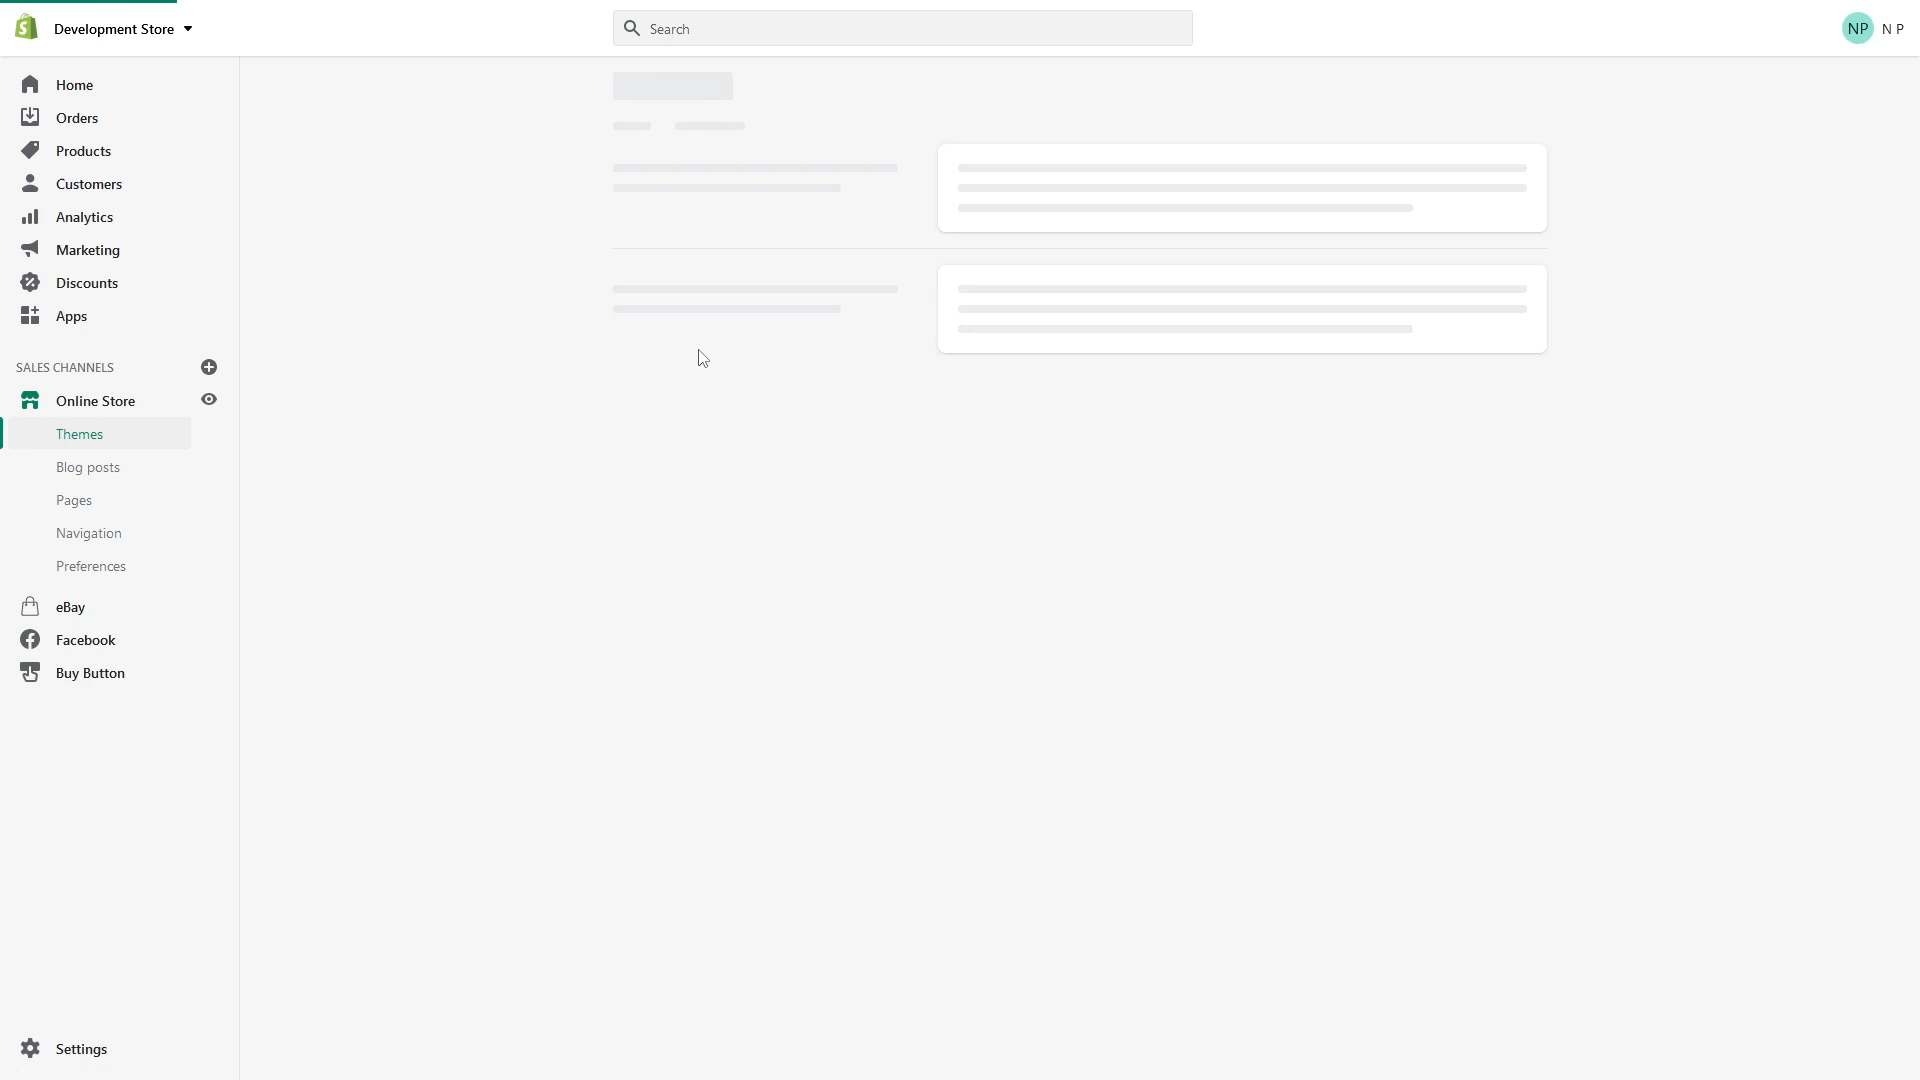 Development Store
Search
NP
N P
Home
Orders
Products
Customers
Analytics
Marketing
Discounts
Apps
SALES CHANNELS
Online Store
Themes
Blog posts
Pages
Navigation
Preferences
eBay
Facebook
Buy Button
Settings